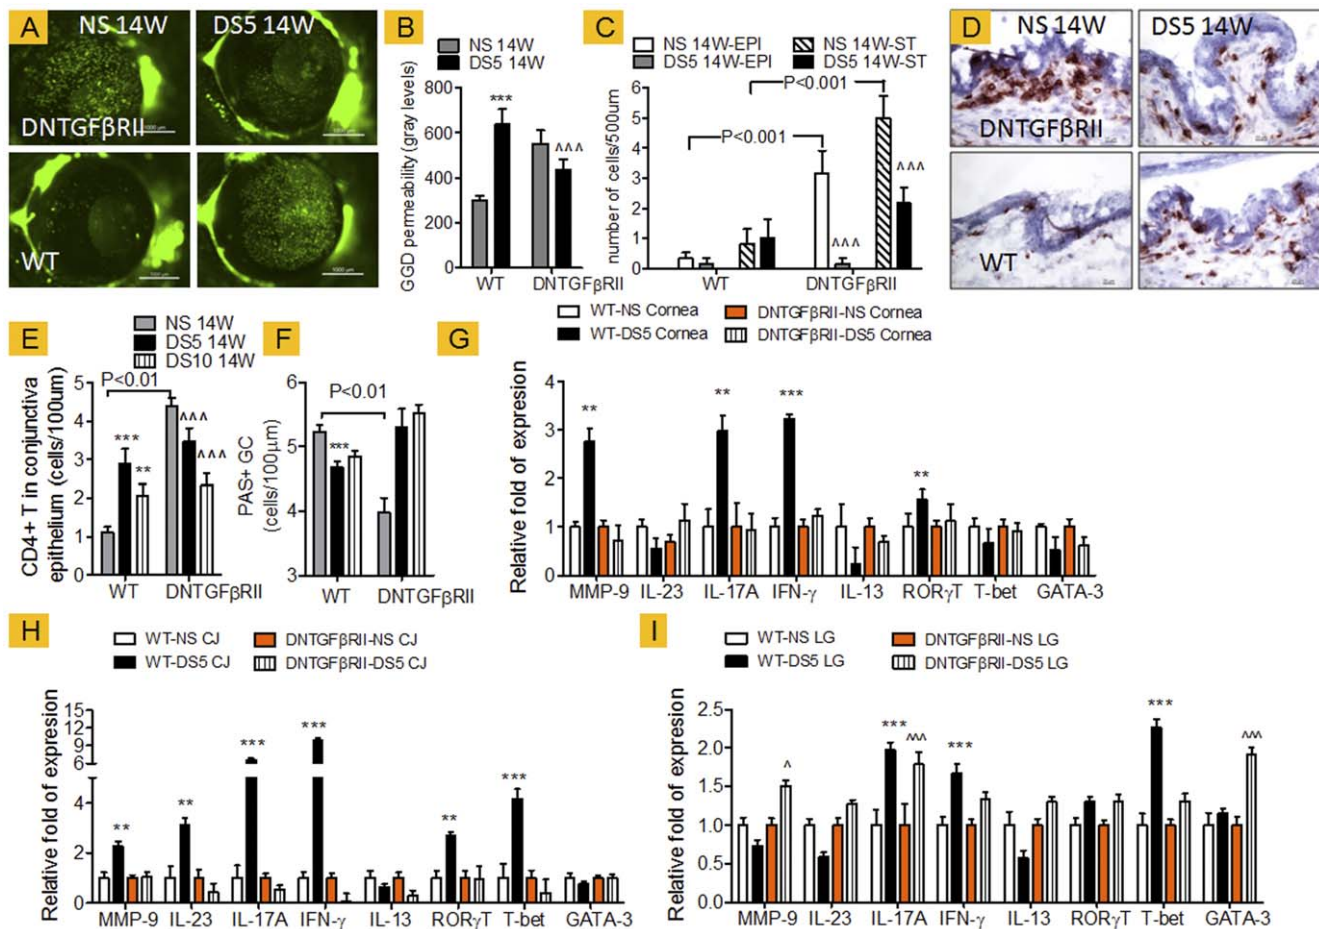 A
NS 14W
DS5 14W
DNTGFβRII
WT
B
NS 14W
DS5 14W
GGD permeability (gray levels)
800
600
400
200
0
***
^^^
WT
DNTGFβRII
C
NS 14W-EPI
DS5 14W-EPI
NS 14W-ST
DS5 14W-ST
number of cells/500um
6
5
4
3
2
1
0
P<0.001
P<0.001
^^^
^^^
WT
DNTGFβRII
D
NS 14W
DS5 14W
DNTGFβRII
WT
E
NS 14W
DS5 14W
DS10 14W
CD4+ T in conjunctiva
epithelium (cells/100um)
5
4
3
2
1
0
P<0.01
***
**
^^^
^^^
WT
DNTGFβRII
F
PAS+ GC
(cells/100µm)
6
5
4
3
P<0.01
***
WT
DNTGFβRII
G
WT-NS Cornea
WT-DS5 Cornea
DNTGFβRII-NS Cornea
DNTGFβRII-DS5 Cornea
Relative fold of expresion
4
3
2
1
0
**
**
***
**
MMP-9 IL-23 IL-17A IFN-γ IL-13 RORγT T-bet GATA-3
H
WT-NS CJ
WT-DS5 CJ
DNTGFβRII-NS CJ
DNTGFβRII-DS5 CJ
Relative fold of expresion
15
12
9
6
4
2
0
**
**
***
***
**
***
MMP-9 IL-23 IL-17A IFN-γ IL-13 RORγT T-bet GATA-3
I
WT-NS LG
WT-DS5 LG
DNTGFβRII-NS LG
DNTGFβRII-DS5 LG
Relative fold of expresion
2.5
2.0
1.5
1.0
0.5
0.0
^
***
^^^
***
***
^^^
MMP-9 IL-23 IL-17A IFN-γ IL-13 RORγT T-bet GATA-3